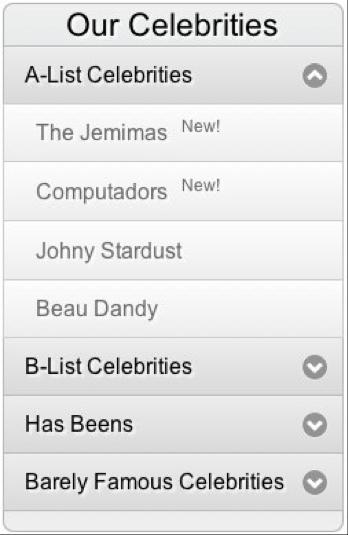 Our Celebrities
A-List Celebrities
The Jemimas New!
Computadors New!
Johny Stardust
Beau Dandy
B-List Celebrities
Has Beens
Barely Famous Celebrities